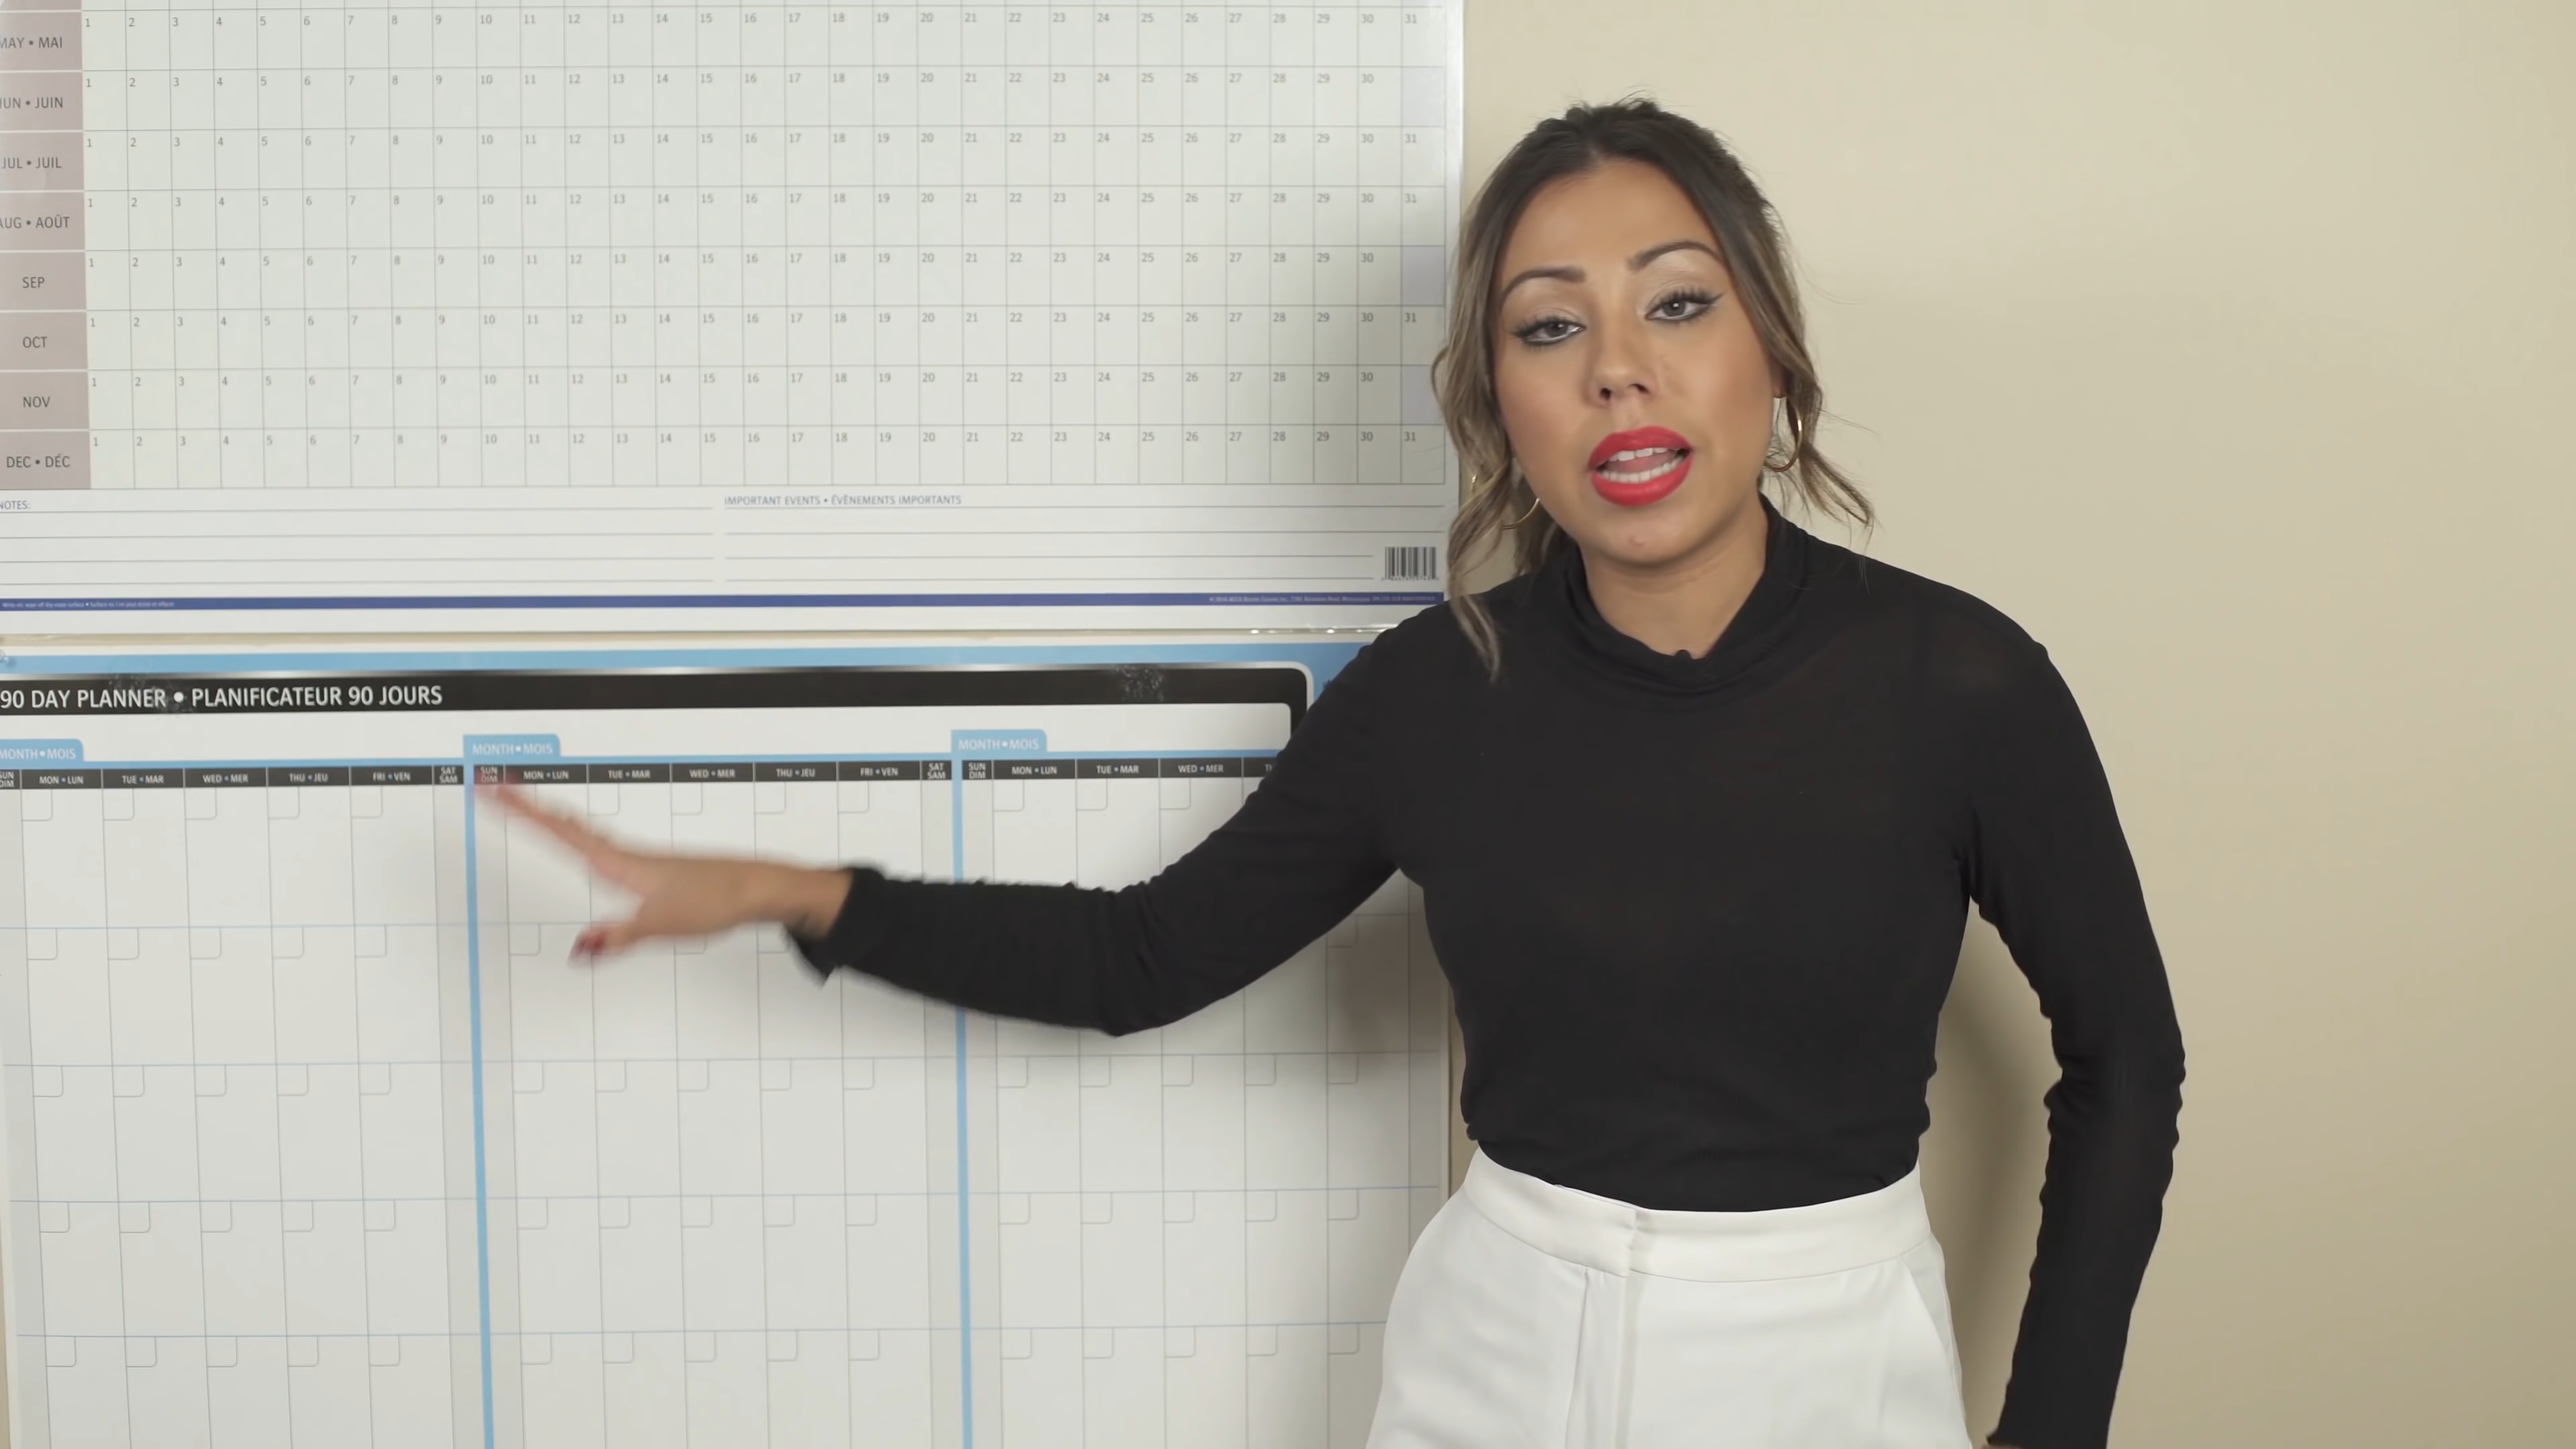 MAY • MAI 1 2 3 4 5 6 7 8 9 10 11 12 13 14 15 16 17 18 19 20 21 22 23 24 25 26 27 28 29 30 31
JUN • JUIN 1 2 3 4 5 6 7 8 9 10 11 12 13 14 15 16 17 18 19 20 21 22 23 24 25 26 27 28 29 30
JUL • JUIL 1 2 3 4 5 6 7 8 9 10 11 12 13 14 15 16 17 18 19 20 21 22 23 24 25 26 27 28 29 30 31
AUG • AOÛT 1 2 3 4 5 6 7 8 9 10 11 12 13 14 15 16 17 18 19 20 21 22 23 24 25 26 27 28 29 30 31
SEP 1 2 3 4 5 6 7 8 9 10 11 12 13 14 15 16 17 18 19 20 21 22 23 24 25 26 27 28 29 30
OCT 1 2 3 4 5 6 7 8 9 10 11 12 13 14 15 16 17 18 19 20 21 22 23 24 25 26 27 28 29 30 31
NOV 1 2 3 4 5 6 7 8 9 10 11 12 13 14 15 16 17 18 19 20 21 22 23 24 25 26 27 28 29 30
DEC • DÉC 1 2 3 4 5 6 7 8 9 10 11 12 13 14 15 16 17 18 19 20 21 22 23 24 25 26 27 28 29 30 31
NOTES: IMPORTANT EVENTS • ÉVÈNEMENTS IMPORTANTS
90 DAY PLANNER • PLANIFICATEUR 90 JOURS
MONTH•MOIS MONTH•MOIS MONTH•MOIS
SUN DIM MON • LUN TUE • MAR WED • MER THU • JEU FRI • VEN SAT SAM SUN DIM MON • LUN TUE • MAR WED • MER THU • JEU FRI • VEN SAT SAM SUN DIM MON • LUN TUE • MAR WED • MER